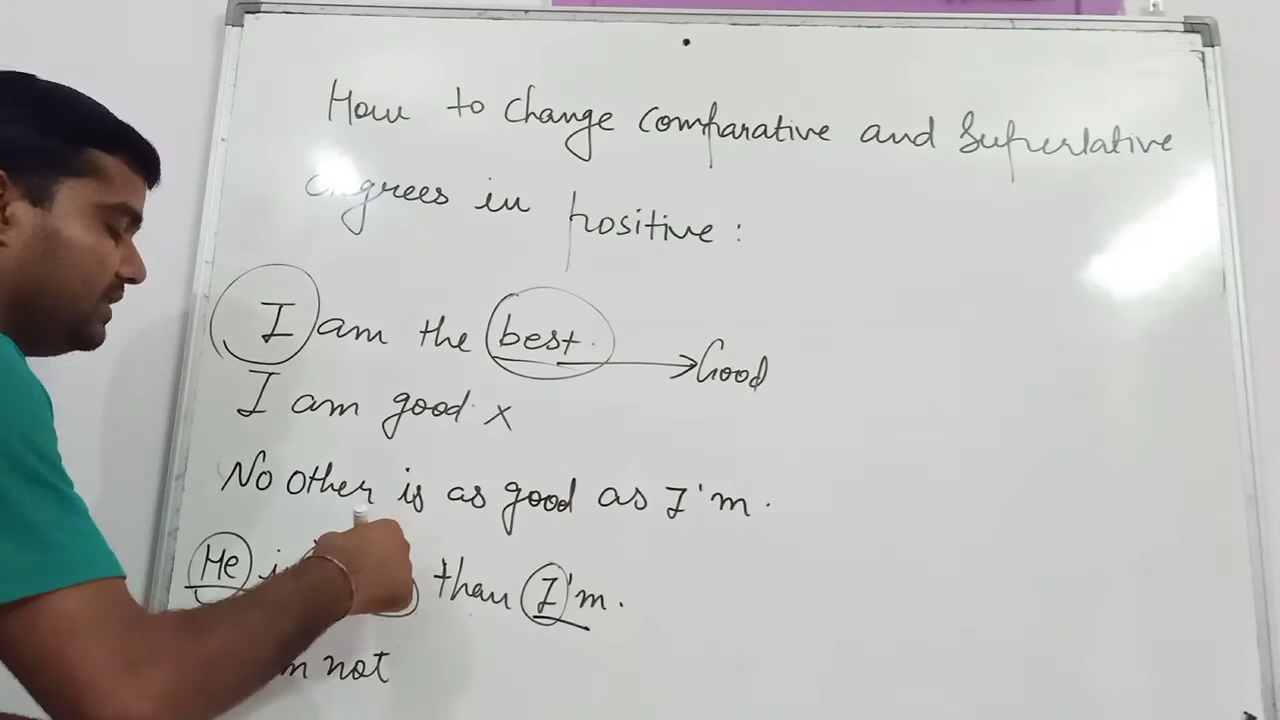 How to change comparative and Superlative
degrees in positive :
I am the best. → Good
I am good. x
No other is as good as I'm.
He is than I'm.
not